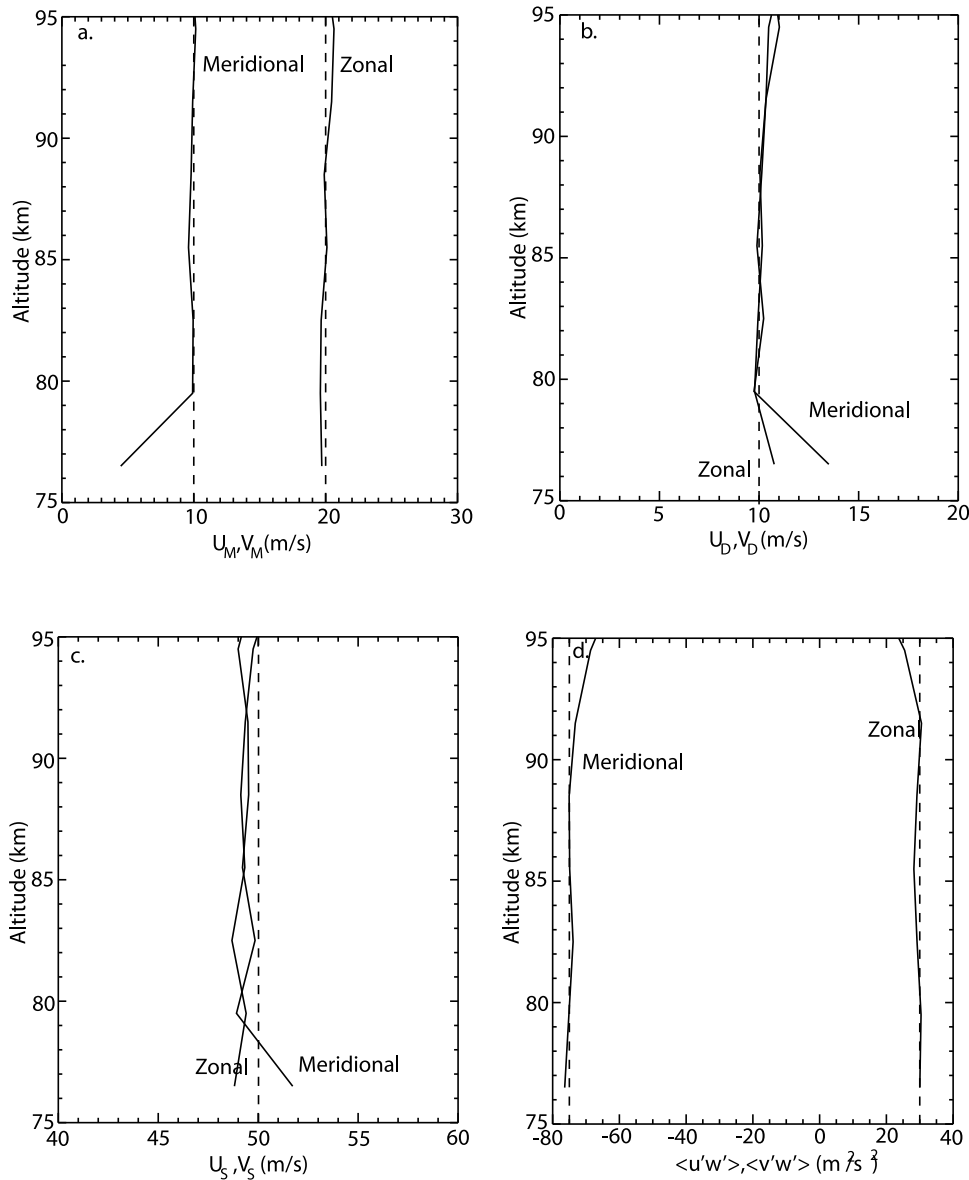 95
90
85
80
75
0
10
20
30
a.
Meridional
Zonal
Altitude (km)
U_M,V_M(m/s)
95
90
85
80
75
0
5
10
15
20
b.
Meridional
Zonal
Altitude (km)
U_D,V_D(m/s)
95
90
85
80
75
40
45
50
55
60
c.
Zonal
Meridional
Altitude (km)
U_S,V_S(m/s)
95
90
85
80
75
-80
-60
-40
-20
0
20
40
d.
Zonal
Meridional
Altitude (km)
<u'w'>,<v'w'> (m²/s²)